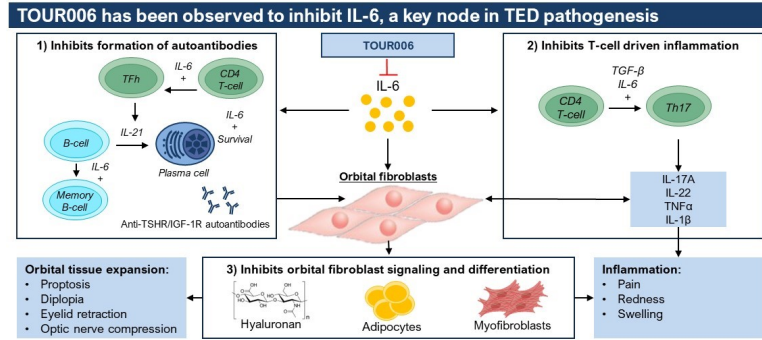 TOUR006 has been observed to inhibit IL-6, a key node in TED pathogenesis
1) Inhibits formation of autoantibodies
TFh
IL-6
+
CD4
T-cell
B-cell
IL-21
Plasma cell
IL-6
+
Survival
IL-6
+
Memory
B-cell
Anti-TSHR/IGF-1R autoantibodies
TOUR006
IL-6
Orbital fibroblasts
2) Inhibits T-cell driven inflammation
CD4
T-cell
TGF-β
IL-6
+
Th17
IL-17A
IL-22
TNFα
IL-1β
Orbital tissue expansion:
• Proptosis
• Diplopia
• Eyelid retraction
• Optic nerve compression
3) Inhibits orbital fibroblast signaling and differentiation
Hyaluronan
Adipocytes
Myofibroblasts
Inflammation:
• Pain
• Redness
• Swelling